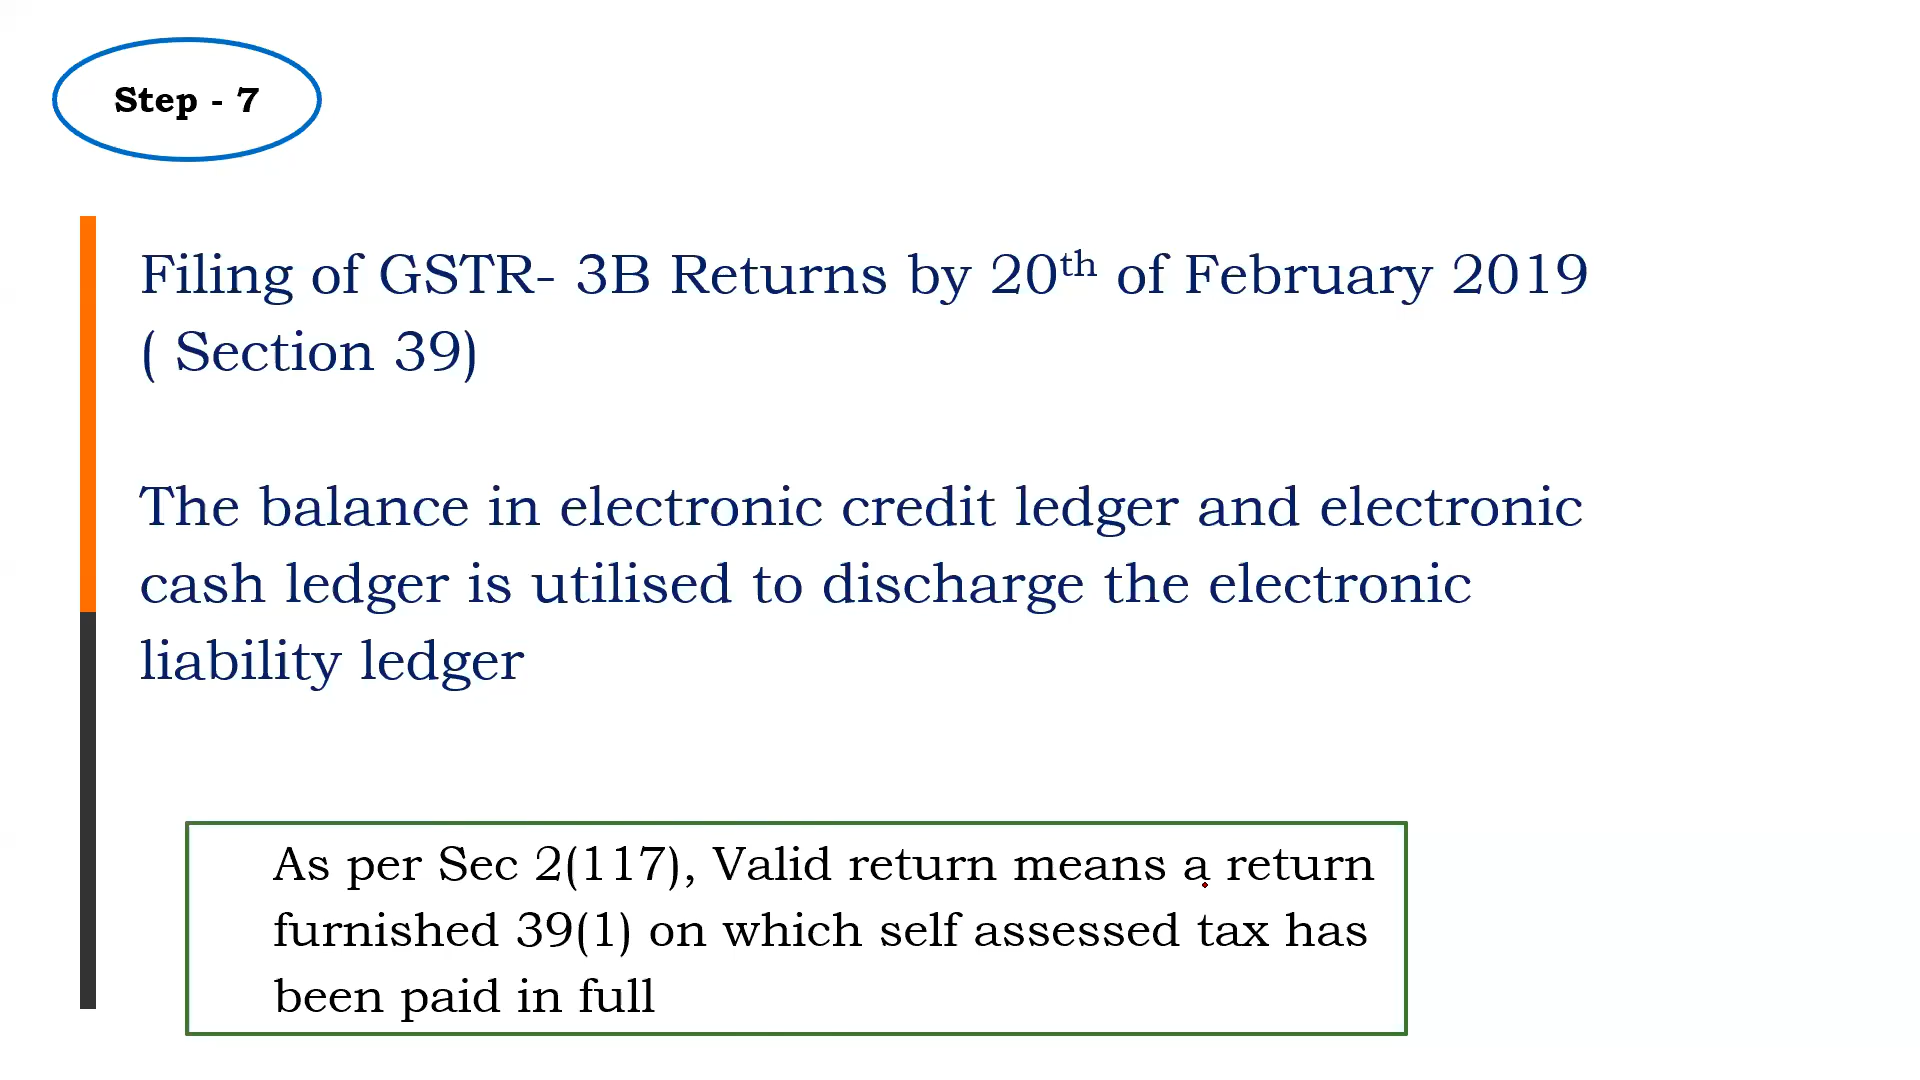 Step - 7
Filing of GSTR- 3B Returns by 20th of February 2019
( Section 39)
The balance in electronic credit ledger and electronic
cash ledger is utilised to discharge the electronic
liability ledger
As per Sec 2(117), Valid return means a return
furnished 39(1) on which self assessed tax has
been paid in full